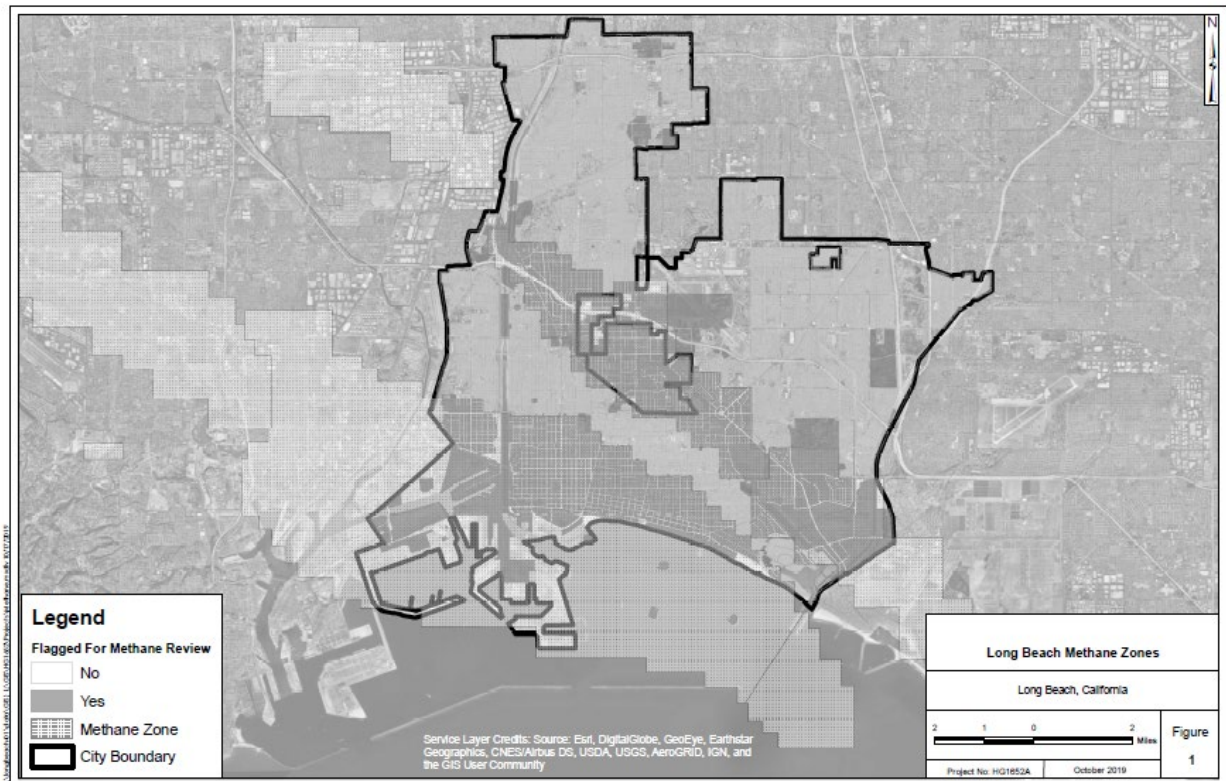 N
Legend
Flagged For Methane Review
No
Yes
Methane Zone
City Boundary
Service Layer Credits: Source: Esri, DigitalGlobe, GeoEye, Earthstar
Geographics, CNES/Airbus DS, USDA, USGS, AeroGRID, IGN, and
the GIS User Community
Long Beach Methane Zones
Long Beach, California
2 1 0 2
Miles
Project No: HG1652A October 2019
Figure
1